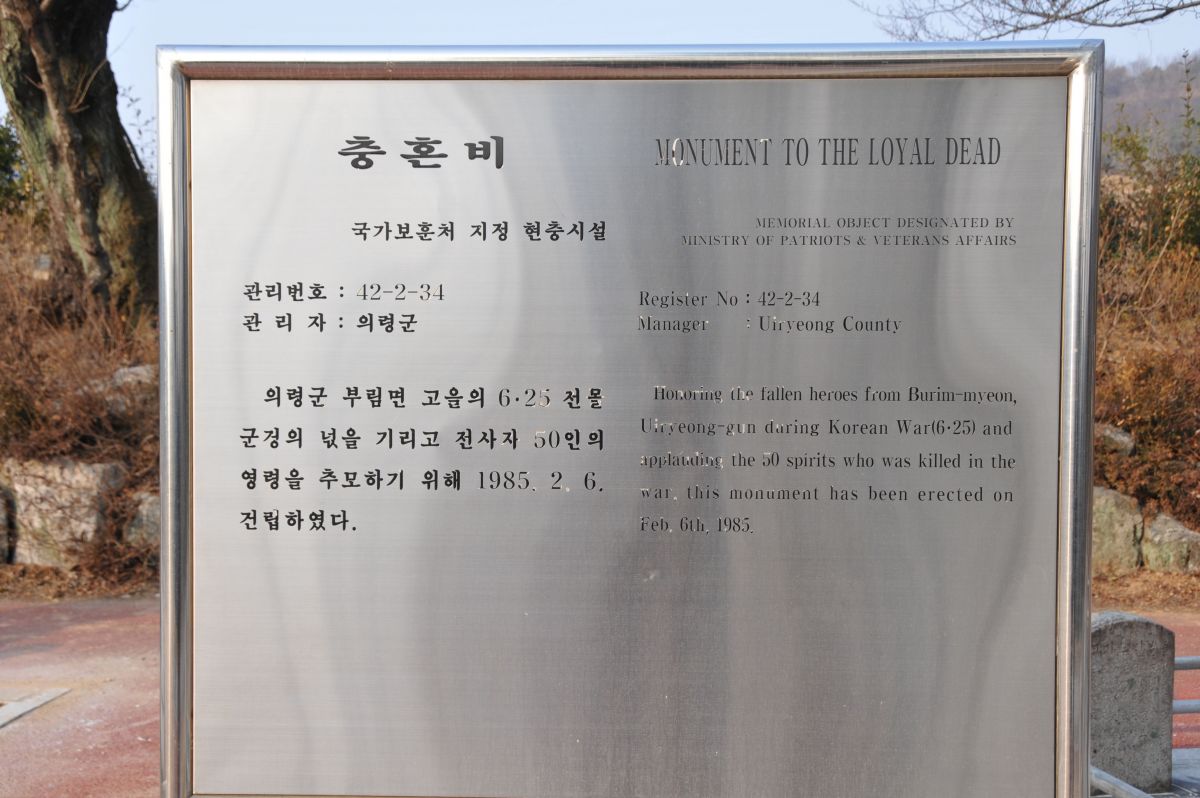 충혼비
국가보훈처 지정 현충시설
관리번호 : 42-2-34
관 리 자 : 의령군
의령군 부림면 고을의 6·25 전몰
군경의 넋을 기리고 전사자 50인의
영령을 추모하기 위해 1985. 2. 6.
건립하였다.
MONUMENT TO THE LOYAL DEAD
MEMORIAL OBJECT DESIGNATED BY
MINISTRY OF PATRIOTS & VETERANS AFFAIRS
Register No : 42-2-34
Manager : Uiryeong County
Honoring the fallen heroes from Burim-myeon,
Uiryeong-gun during Korean War(6·25) and
applauding the 50 spirits who was killed in the
war, this monument has been erected on
Feb. 6th, 1985.